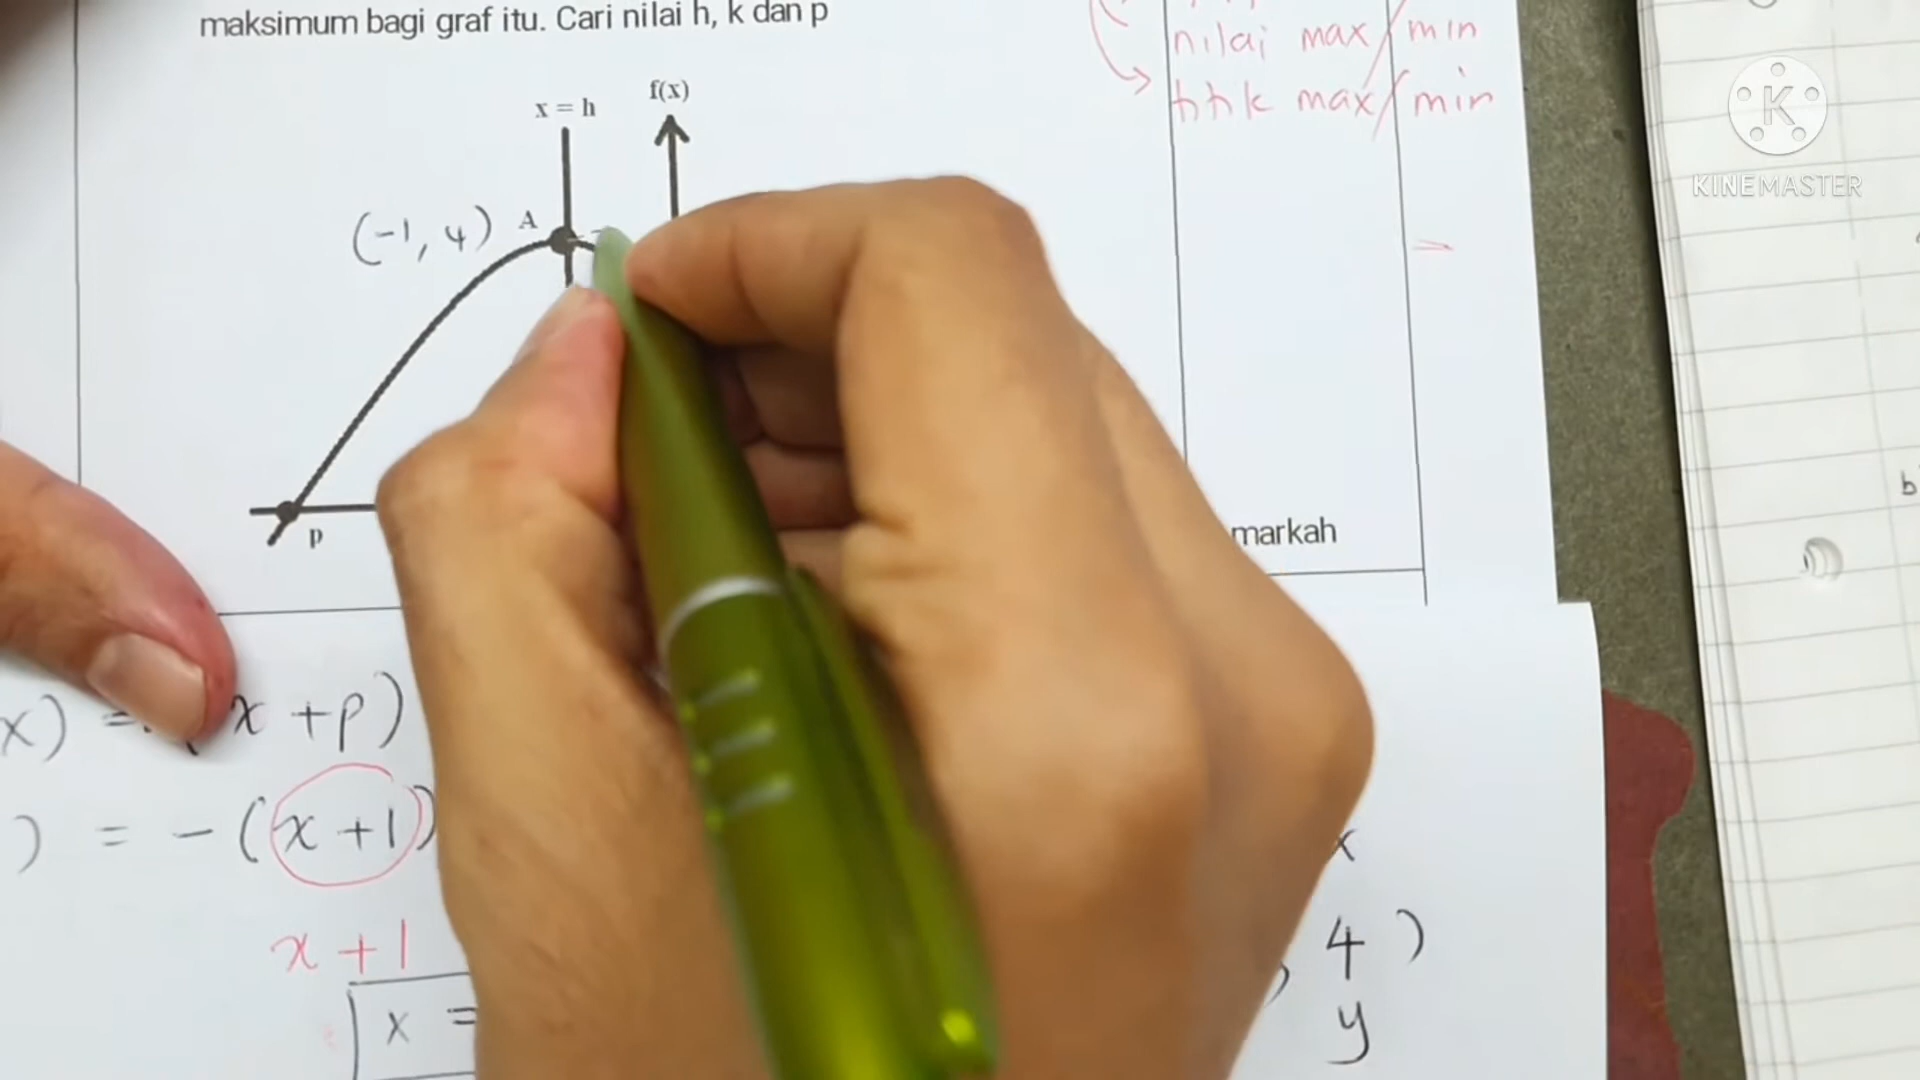 maksimum bagi graf itu. Cari nilai h, k dan p
nilai max/min
ttk max/min
KINEMASTER
x = h
f(x)
(-1, 4) A
p
markah
b
x) = x + p)
) = - (x + 1)
x + 1
x =
x
, 4 )
y